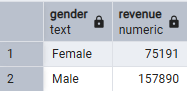 gender revenue
text numeric
1 Female 75191
2 Male 157890